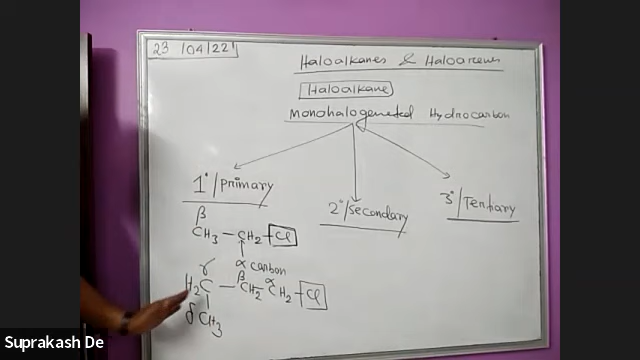 23/04/22
Haloalkanes & Haloarenes
Haloalkane
Monohalogenated Hydrocarbon
1°/Primary
2°/Secondary
3°/Tertiary
β
CH3 — CH2 — Cl
α carbon
γ β α
H2C — CH2 — CH2 — Cl
δ CH3
Suprakash De